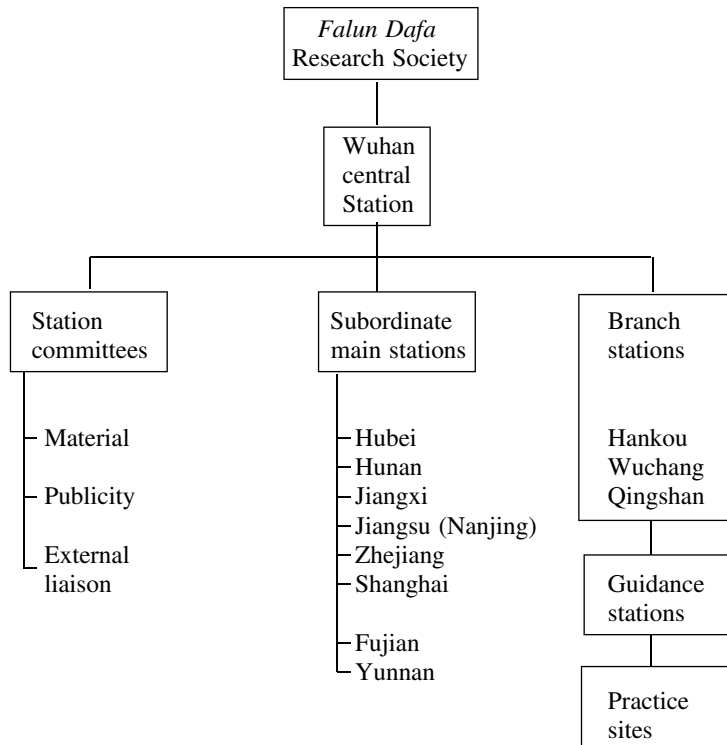 Falun Dafa
Research Society
Wuhan
central
Station
Station
committees
Material
Publicity
External
liaison
Subordinate
main stations
Hubei
Hunan
Jiangxi
Jiangsu (Nanjing)
Zhejiang
Shanghai
Fujian
Yunnan
Branch
stations
Hankou
Wuchang
Qingshan
Guidance
stations
Practice
sites